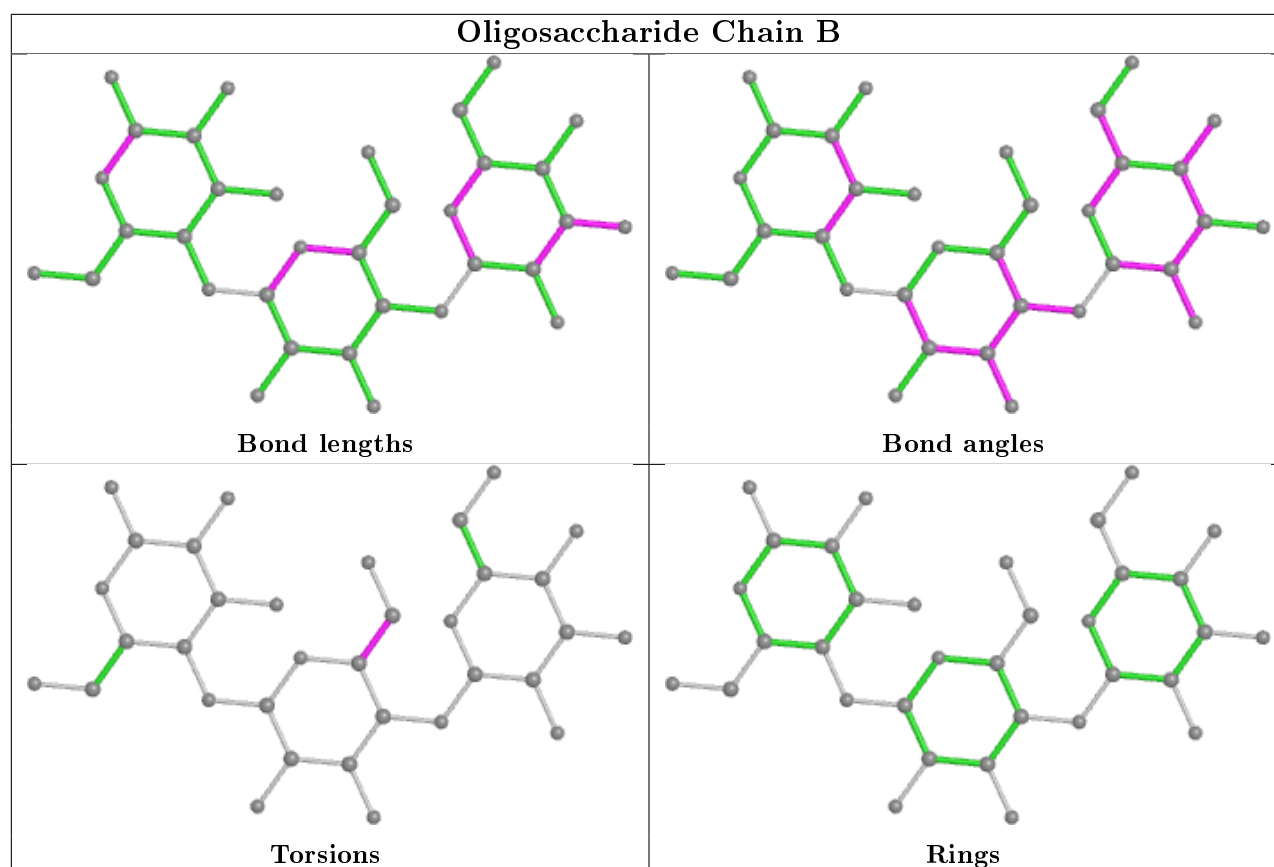 Oligosaccharide Chain B
Bond lengths
Bond angles
Torsions
Rings